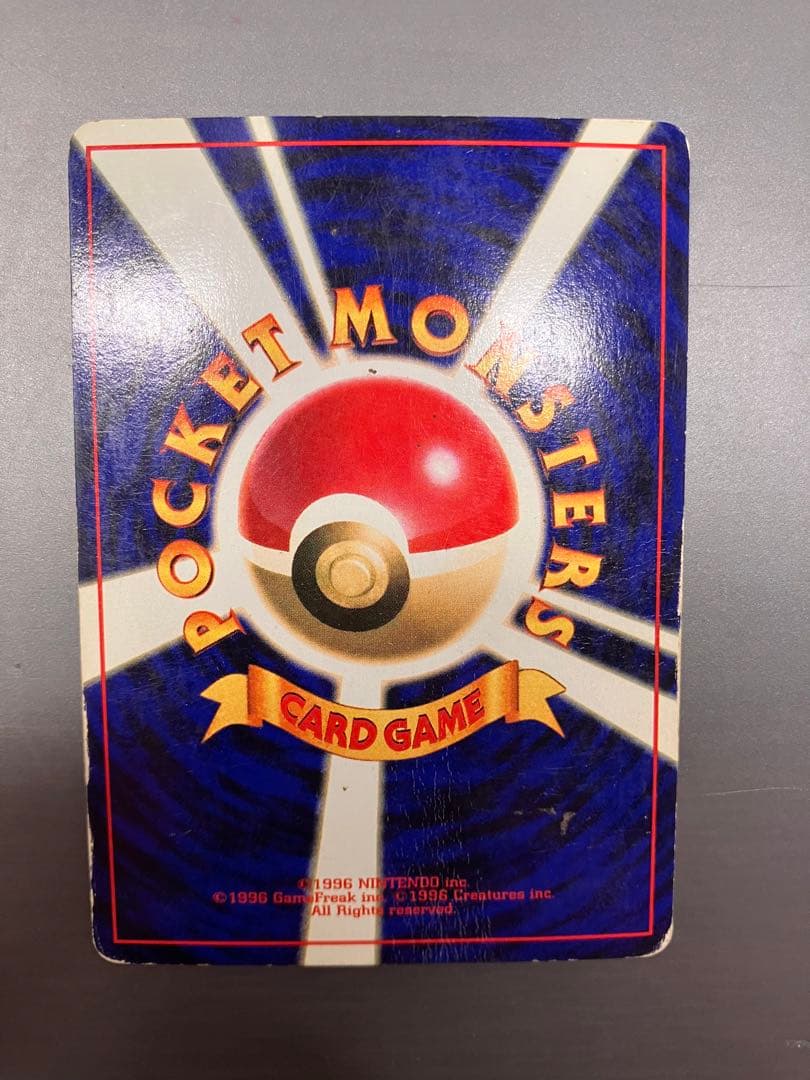 POCKET MONSTERS
CARD GAME
©1996 NINTENDO inc.
©1996 GameFreak inc. ©1996 Creatures inc.
All Rights reserved.